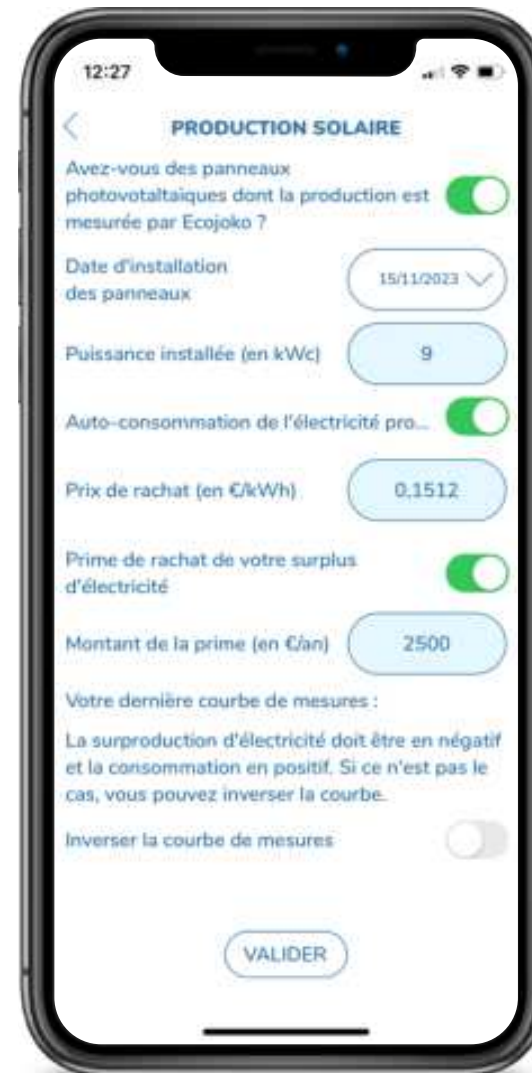 12:27
PRODUCTION SOLAIRE
Avez-vous des panneaux
photovotaltaiques dont la production est
mesurée par Ecojoko ?
Date d'installation
des panneaux
15/11/2023
Puissance installée (en kWc)
9
Auto-consommation de l'électricité pro...
Prix de rachat (en €/kWh)
0,1512
Prime de rachat de votre surplus
d'électricité
Montant de la prime (en €/an)
2500
Votre dernière courbe de mesures :
La surproduction d'électricité doit être en négatif
et la consommation en positif. Si ce n'est pas le
cas, vous pouvez inverser la courbe.
Inverser la courbe de mesures
VALIDER